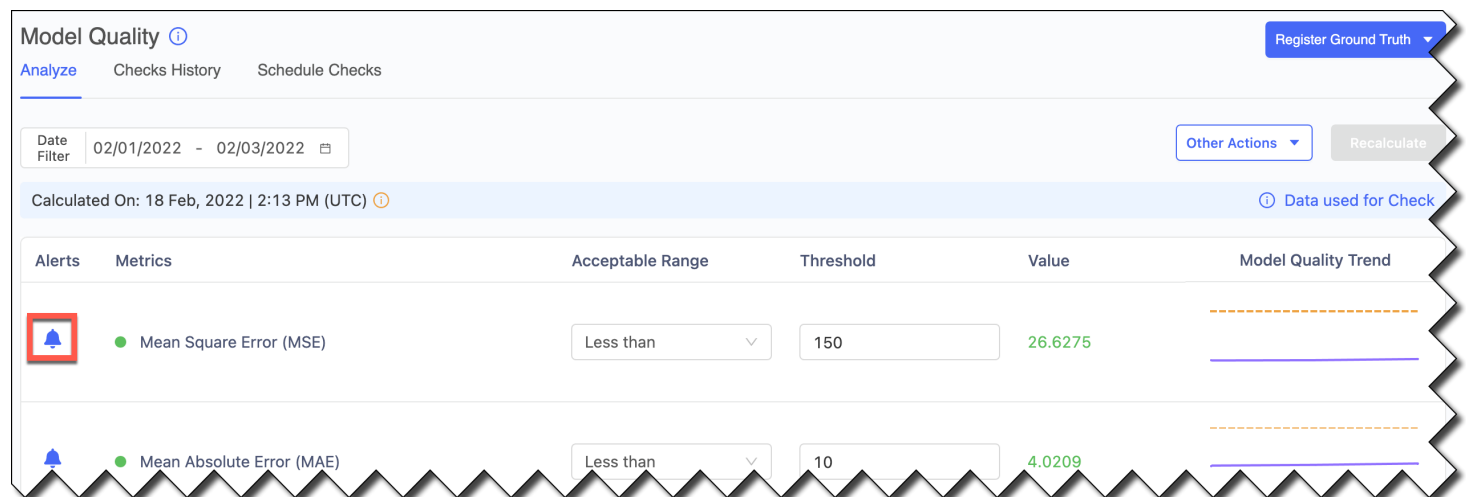 Model Quality
Register Ground Truth
Analyze Checks History Schedule Checks
Date Filter 02/01/2022 - 02/03/2022
Other Actions Recalculate
Calculated On: 18 Feb, 2022 | 2:13 PM (UTC) Data used for Check
Alerts Metrics Acceptable Range Threshold Value Model Quality Trend
Mean Square Error (MSE) Less than 150 26.6275
Mean Absolute Error (MAE) Less than 10 4.0209